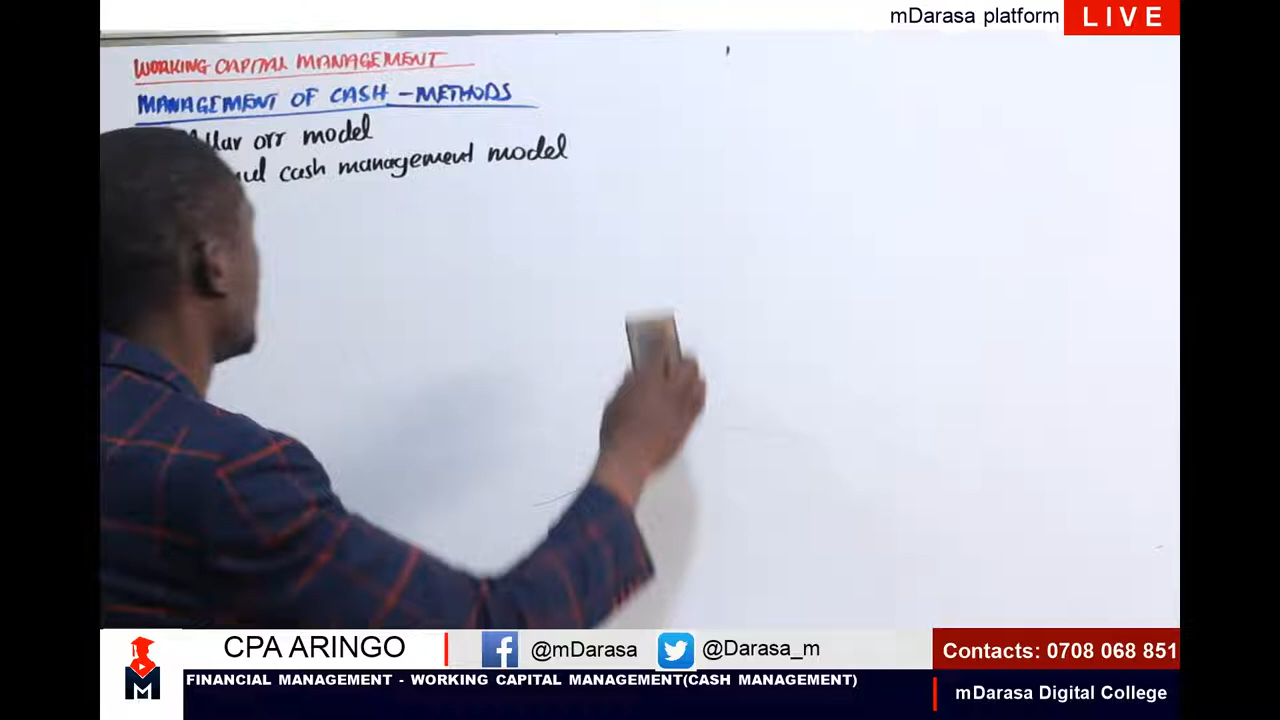 mDarasa platform
LIVE
WORKING CAPITAL MANAGEMENT
MANAGEMENT OF CASH - METHODS
orr model
cash management model
CPA ARINGO
@mDarasa
@Darasa_m
Contacts: 0708 068 851
FINANCIAL MANAGEMENT - WORKING CAPITAL MANAGEMENT(CASH MANAGEMENT)
mDarasa Digital College